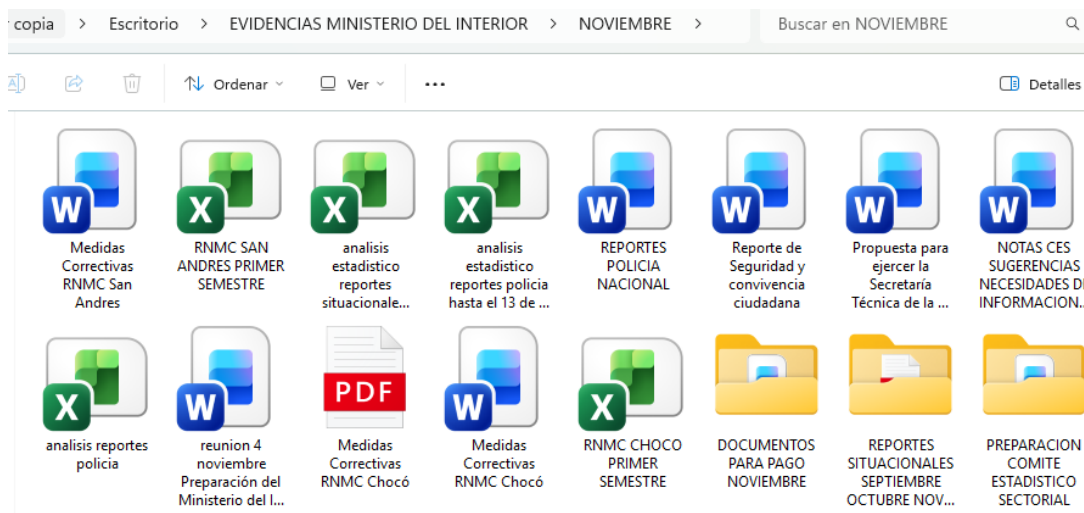 copia > Escritorio > EVIDENCIAS MINISTERIO DEL INTERIOR > NOVIEMBRE > Buscar en NOVIEMBRE
Ordenar Ver ... Detalles
Medidas
Correctivas
RNMC San
Andres
RNMC SAN
ANDRES PRIMER
SEMESTRE
analisis
estadistico
reportes
situacionale...
analisis
estadistico
reportes policia
hasta el 13 de ...
REPORTES
POLICIA
NACIONAL
Reporte de
Seguridad y
convivencia
ciudadana
Propuesta para
ejercer la
Secretaría
Técnica de la ...
NOTAS CES
SUGERENCIAS
NECESIDADES D
INFORMACION..
analisis reportes
policia
reunion 4
noviembre
Preparación del
Ministerio del I...
PDF
Medidas
Correctivas
RNMC Chocó
Medidas
Correctivas
RNMC Chocó
RNMC CHOCO
PRIMER
SEMESTRE
DOCUMENTOS
PARA PAGO
NOVIEMBRE
REPORTES
SITUACIONALES
SEPTIEMBRE
OCTUBRE NOV...
PREPARACION
COMITE
ESTADISTICO
SECTORIAL